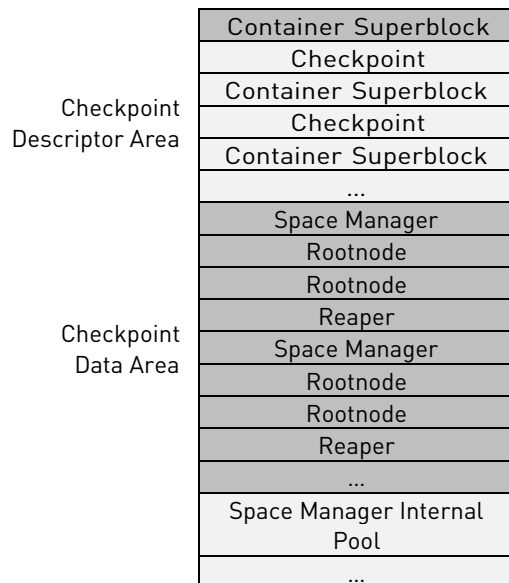 Container Superblock
Checkpoint
Container Superblock
Checkpoint
Container Superblock
...
Checkpoint
Descriptor Area
Space Manager
Rootnode
Rootnode
Reaper
Space Manager
Rootnode
Rootnode
Reaper
...
Checkpoint
Data Area
Space Manager Internal
Pool
...